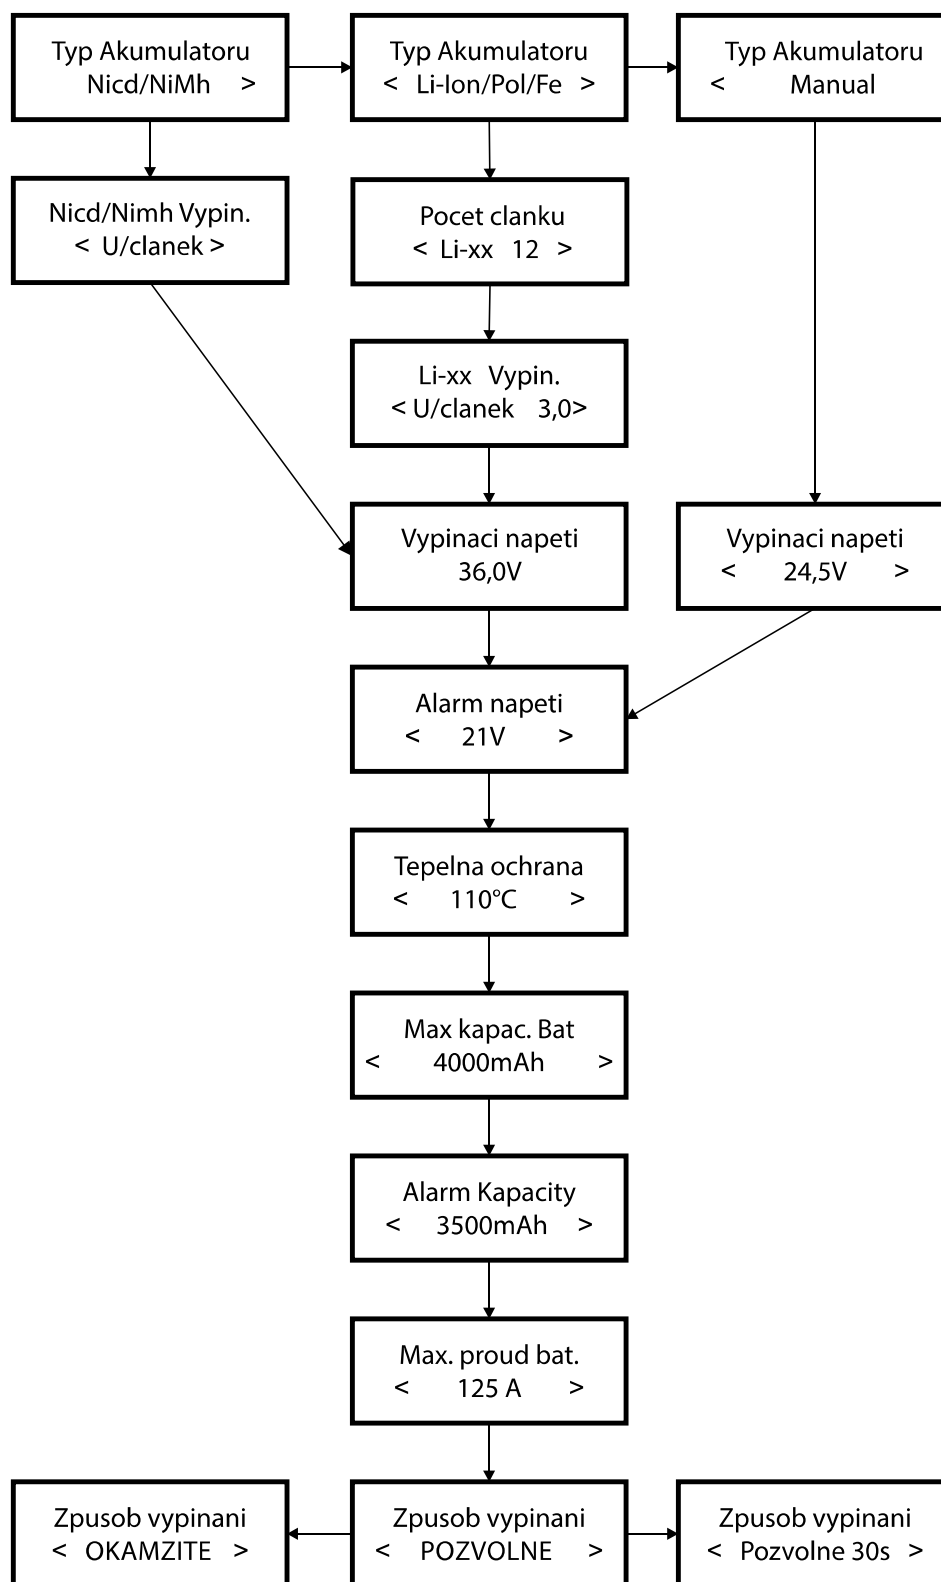 Typ Akumulatoru
Nicd/NiMh >
Typ Akumulatoru
< Li-Ion/Pol/Fe >
Typ Akumulatoru
< Manual
Nicd/Nimh Vypin.
< U/clanek >
Pocet clanku
< Li-xx 12 >
Li-xx Vypin.
< U/clanek 3,0>
Vypinaci napeti
36,0V
Vypinaci napeti
< 24,5V >
Alarm napeti
< 21V >
Tepelna ochrana
< 110°C >
Max kapac. Bat
< 4000mAh >
Alarm Kapacity
< 3500mAh >
Max. proud bat.
< 125 A >
Zpusob vypinani
< OKAMZITE >
Zpusob vypinani
< POZVOLNE >
Zpusob vypinani
< Pozvolne 30s >